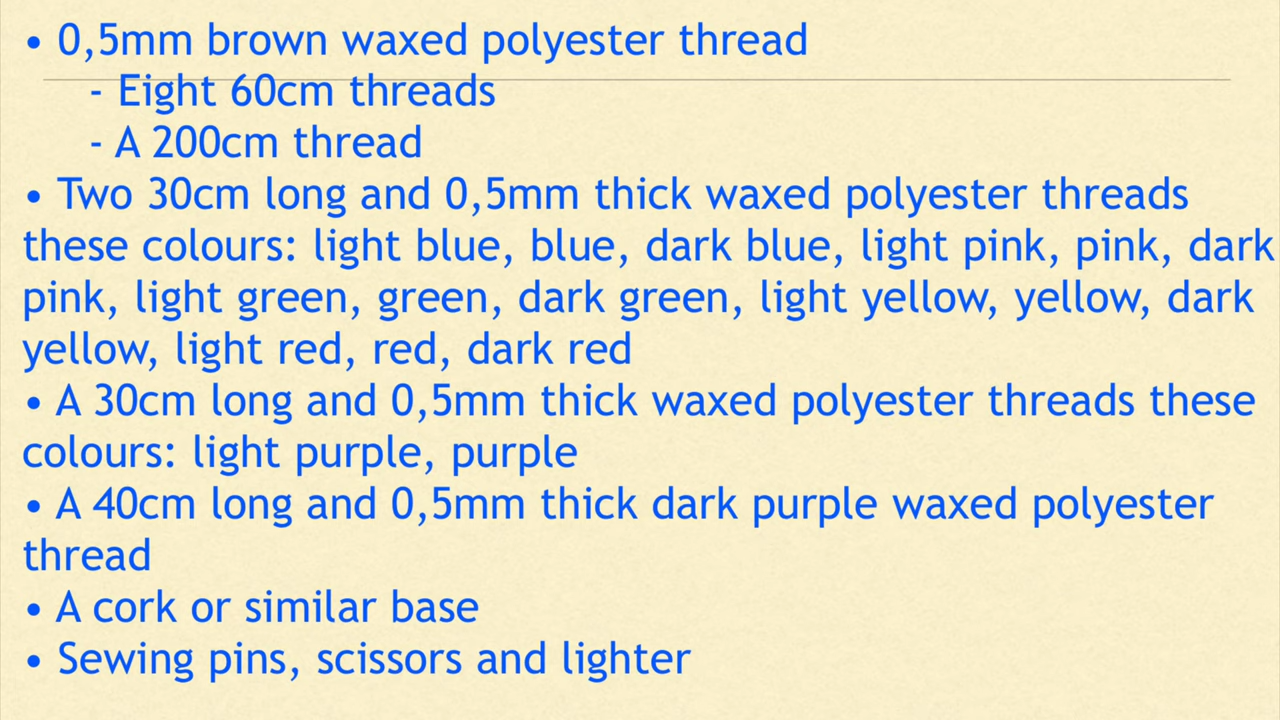 • 0,5mm brown waxed polyester thread
- Eight 60cm threads
- A 200cm thread
• Two 30cm long and 0,5mm thick waxed polyester threads
these colours: light blue, blue, dark blue, light pink, pink, dark
pink, light green, green, dark green, light yellow, yellow, dark
yellow, light red, red, dark red
• A 30cm long and 0,5mm thick waxed polyester threads these
colours: light purple, purple
• A 40cm long and 0,5mm thick dark purple waxed polyester
thread
• A cork or similar base
• Sewing pins, scissors and lighter